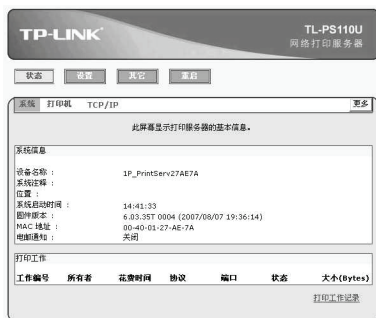 TP-LINK
TL-PS110U
网络打印服务器
状态 设置 其它 重启
系统 打印机 TCP/IP 更多
此屏幕显示打印服务器的基本信息。
系统信息
设备名称： 1P_PrintServ27AE7A
系统注释：
位置：
系统启动时间： 14:41:33
固件版本： 6.03.35T 0004 (2007/08/07 19:36:14)
MAC 地址： 00-40-01-27-AE-7A
电邮通知： 关闭
打印工作
工作编号 所有者 花费时间 协议 端口 状态 大小(Bytes)
打印工作记录